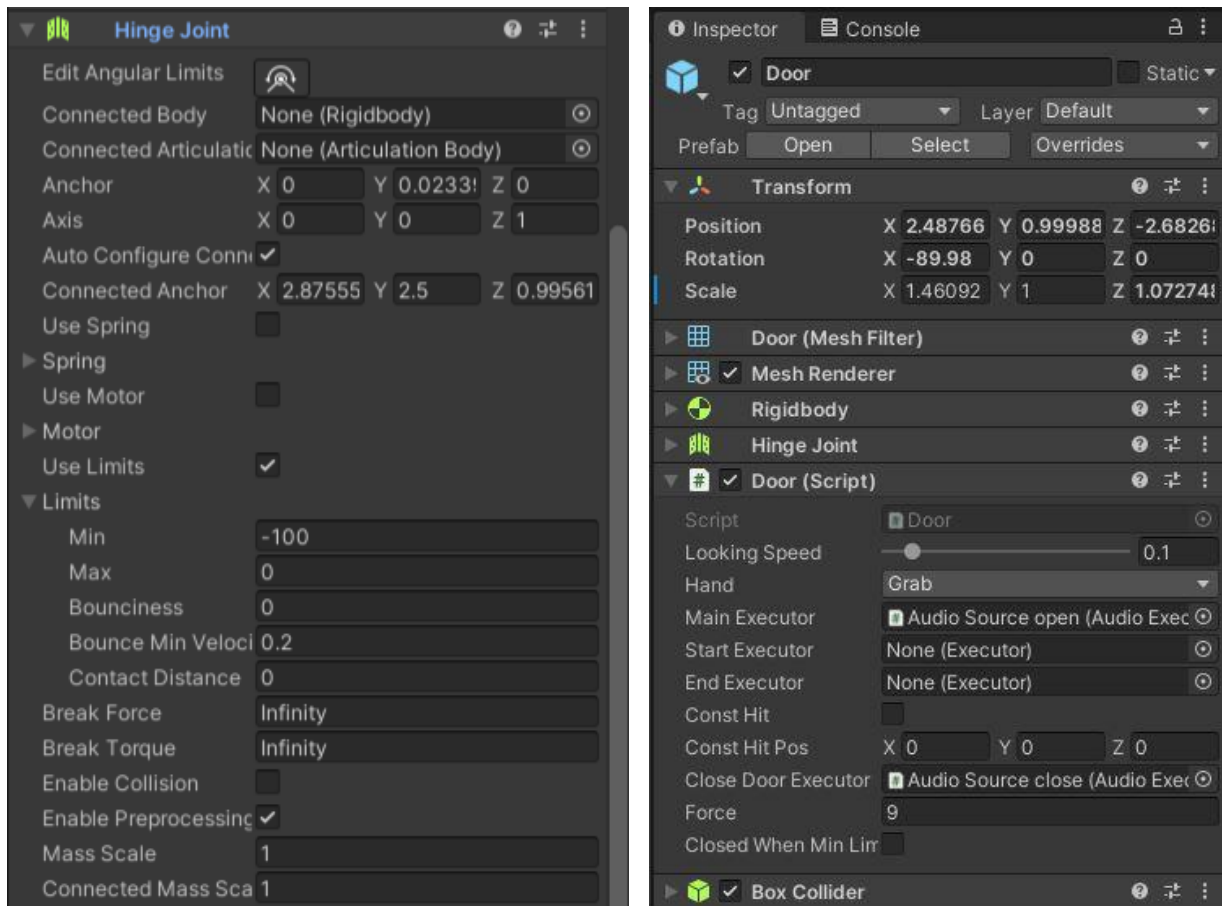 Hinge Joint
Edit Angular Limits
Connected Body None (Rigidbody)
Connected Articulatic None (Articulation Body)
Anchor X 0 Y 0.0233 Z 0
Axis X 0 Y 0 Z 1
Auto Configure Conn
Connected Anchor X 2.87555 Y 2.5 Z 0.99561
Use Spring
Spring
Use Motor
Motor
Use Limits
Limits
Min -100
Max 0
Bounciness 0
Bounce Min Veloci 0.2
Contact Distance 0
Break Force Infinity
Break Torque Infinity
Enable Collision
Enable Preprocessing
Mass Scale 1
Connected Mass Sca 1
Inspector Console
Door Static
Tag Untagged Layer Default
Prefab Open Select Overrides
Transform
Position X 2.48766 Y 0.99988 Z -2.6826
Rotation X -89.98 Y 0 Z 0
Scale X 1.46092 Y 1 Z 1.07274
Door (Mesh Filter)
Mesh Renderer
Rigidbody
Hinge Joint
# Door (Script)
Script Door
Looking Speed 0.1
Hand Grab
Main Executor Audio Source open (Audio Exec
Start Executor None (Executor)
End Executor None (Executor)
Const Hit
Const Hit Pos X 0 Y 0 Z 0
Close Door Executor Audio Source close (Audio Exec
Force 9
Closed When Min Lim
Box Collider